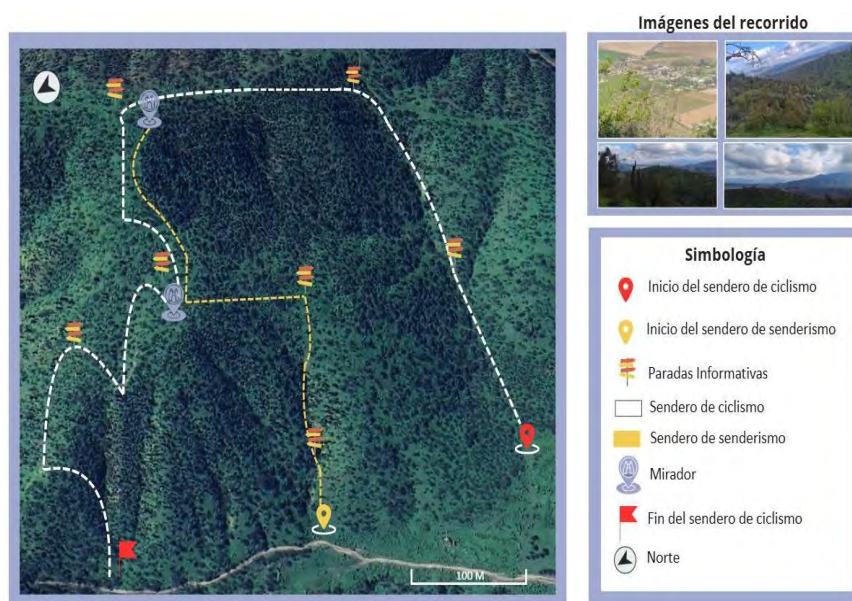 Imágenes del recorrido
100 M
Simbología
Inicio del sendero de ciclismo
Inicio del sendero de senderismo
Paradas Informativas
Sendero de ciclismo
Sendero de senderismo
Mirador
Fin del sendero de ciclismo
Norte